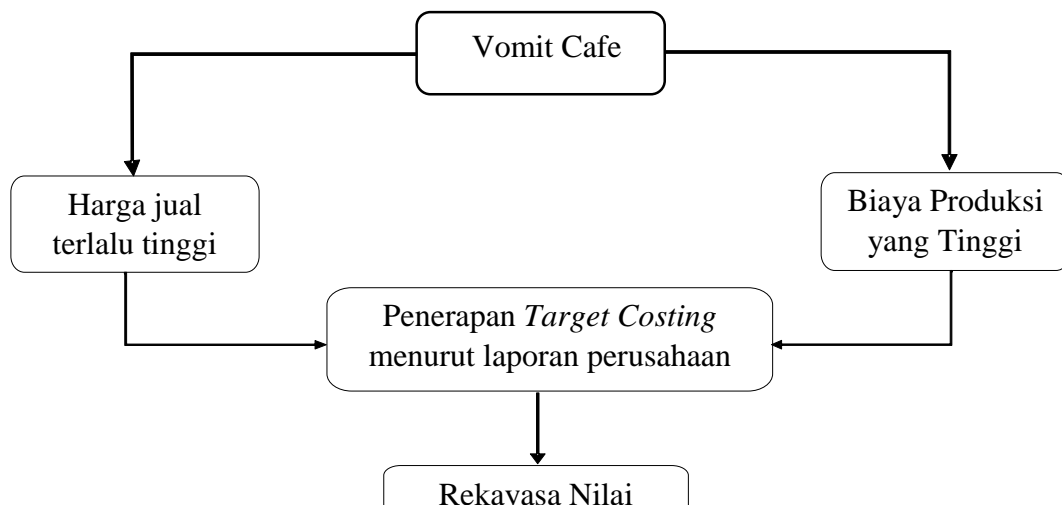 Vomit Cafe
Harga jual
terlalu tinggi
Biaya Produksi
yang Tinggi
Penerapan Target Costing
menurut laporan perusahaan
Rekayasa Nilai